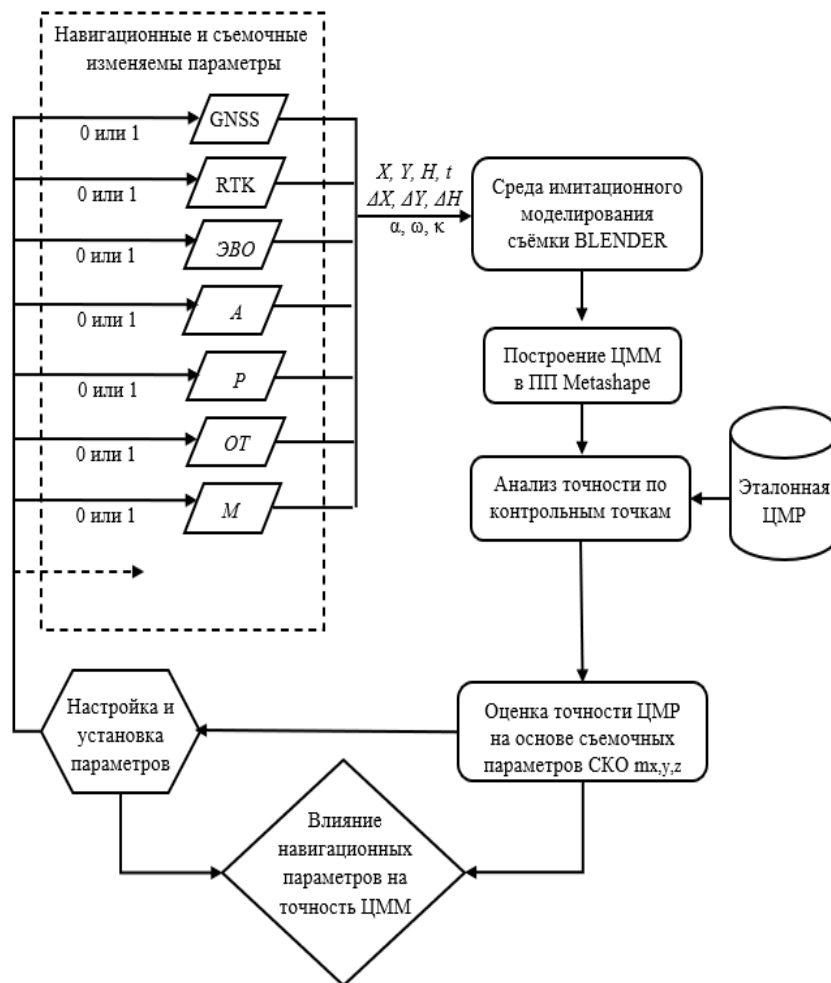 Навигационные и съемочные
изменяемы параметры
0 или 1
GNSS
0 или 1
RTK
0 или 1
ЭВО
0 или 1
А
0 или 1
Р
0 или 1
ОТ
0 или 1
М
X, Y, H, t
ΔX, ΔY, ΔH
α, ω, κ
Среда имитационного
моделирования
съёмки BLENDER
Построение ЦММ
в ПП Metashape
Анализ точности по
контрольным точкам
Эталонная
ЦМР
Настройка и
установка
параметров
Оценка точности ЦМР
на основе съемочных
параметров СКО mx,y,z
Влияние
навигационных
параметров на
точность ЦММ